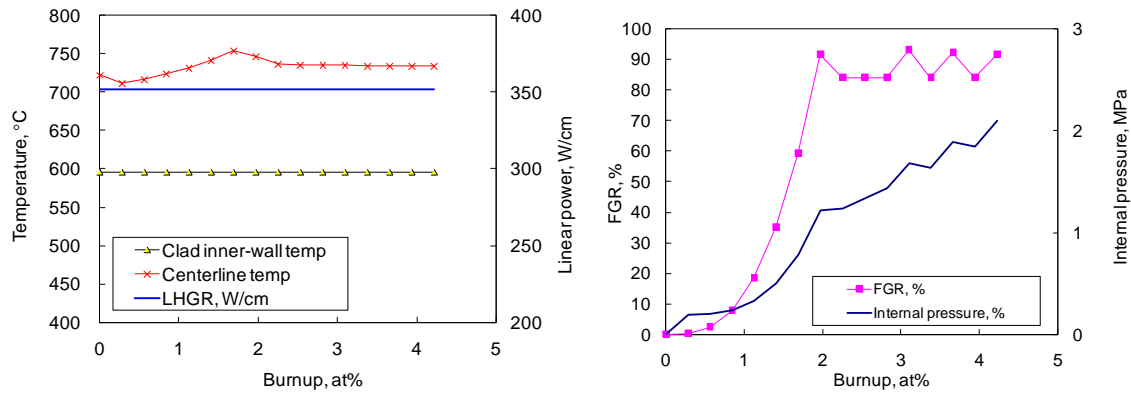 800
750
700
650
600
550
500
450
400
Temperature, °C
400
350
300
250
200
Linear power, W/cm
Clad inner-wall temp
Centerline temp
LHGR, W/cm
0 1 2 3 4 5
Burnup, at%
100
90
80
70
60
50
40
30
20
10
0
FGR, %
3
2
1
0
Internal pressure, MPa
FGR, %
Internal pressure, %
0 1 2 3 4 5
Burnup, at%